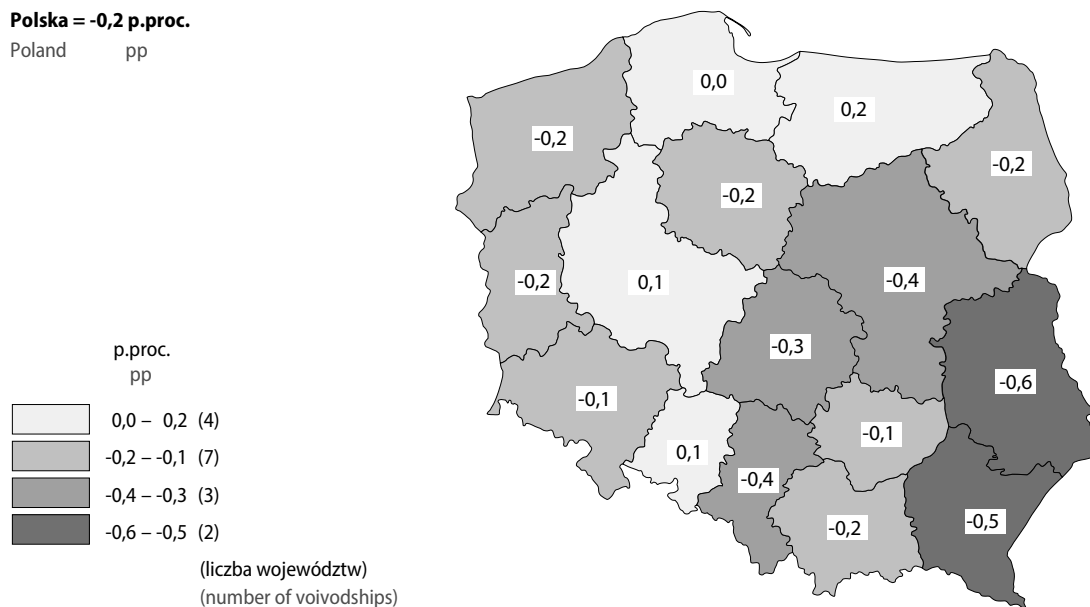 Polska = -0,2 p.proc.
Poland pp
0,0
0,2
-0,2
-0,2
-0,2
-0,2
0,1
-0,4
-0,3
-0,6
-0,1
-0,1
0,1
-0,4
-0,2
-0,5
p.proc.
pp
0,0 – 0,2 (4)
-0,2 – -0,1 (7)
-0,4 – -0,3 (3)
-0,6 – -0,5 (2)
(liczba województw)
(number of voivodships)